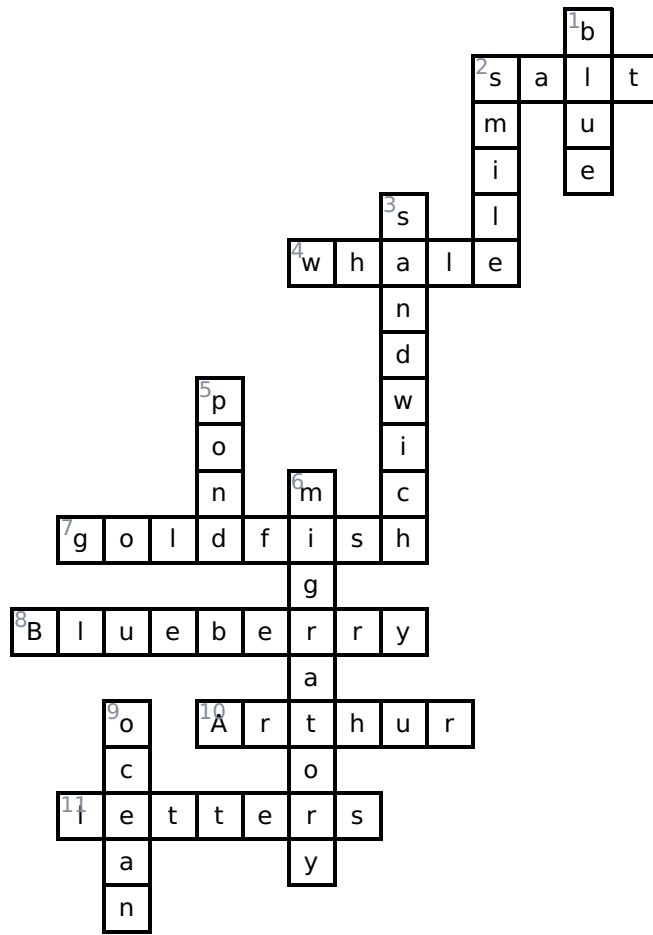 1 b
2 s a l t
m u
i e
3 s l
4 w h a l e
n
d
5 p w
o i
n 6 m c
7 g o l d f i s h
g
8 B l u e b e r r y
a
9 o 10 A r t h u r
c o
11 l e t t e r s
a y
n